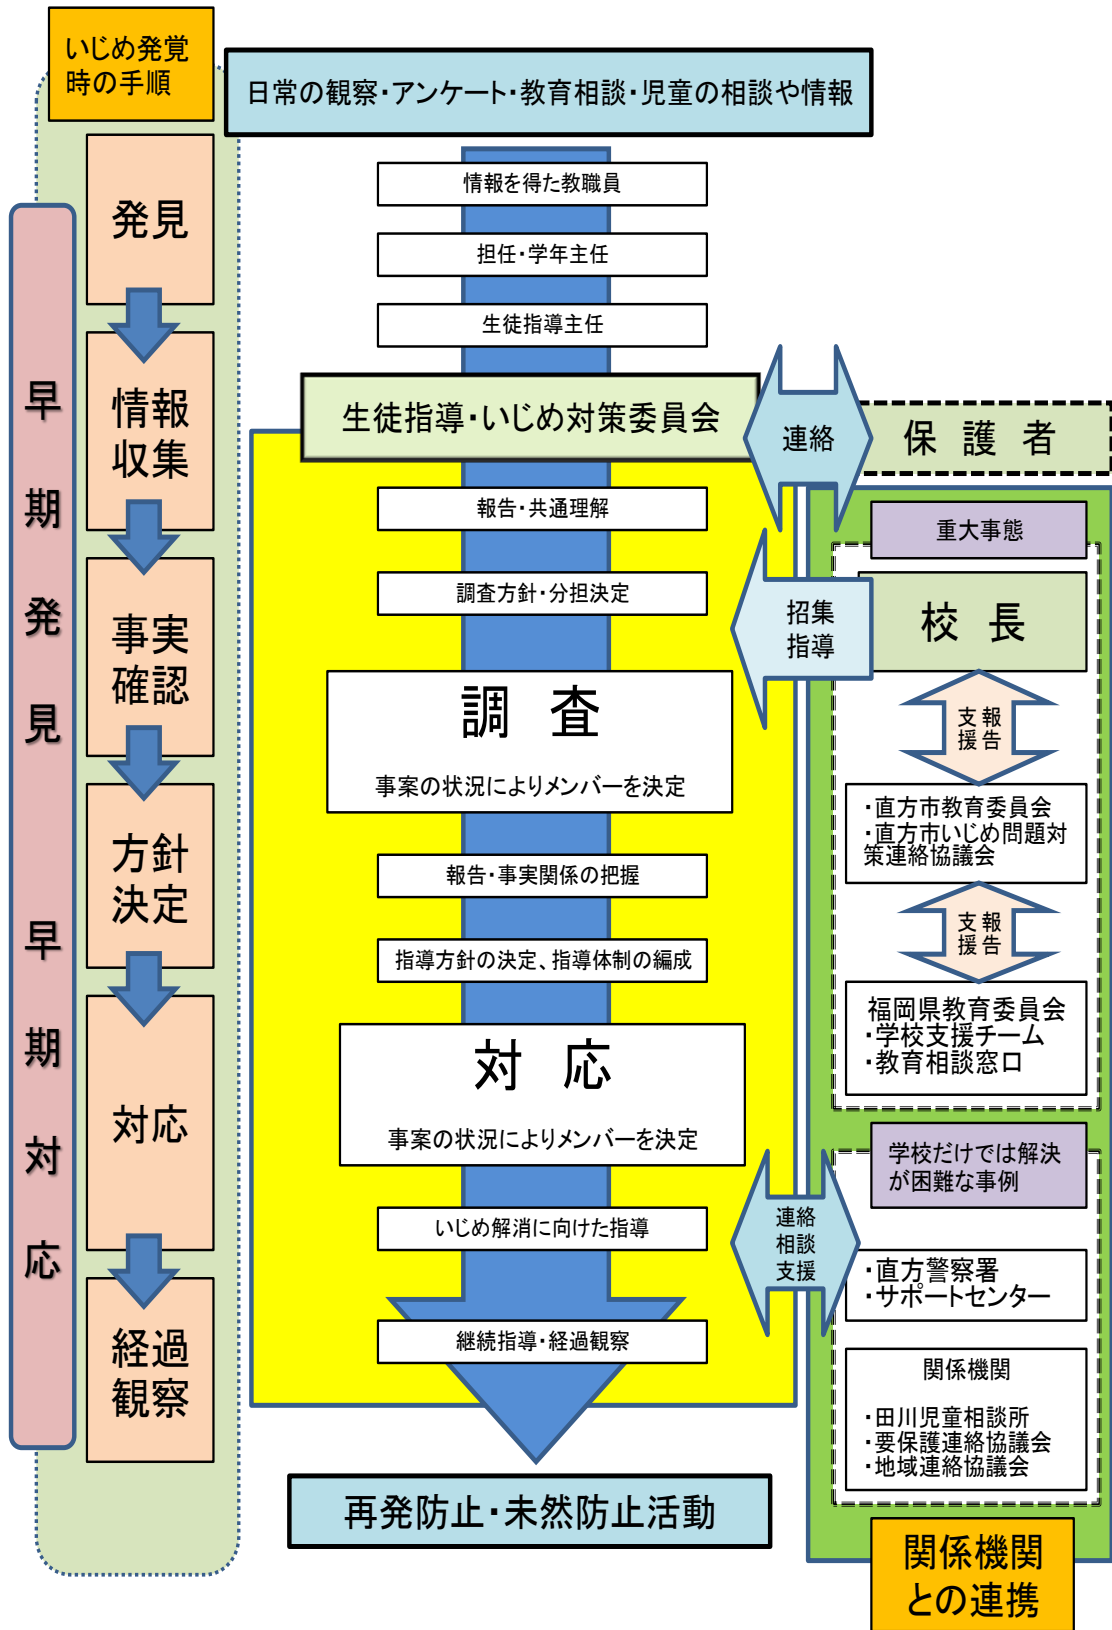 いじめ発覚
時の手順
発見
情報
収集
事実
確認
方針
決定
対応
経過
観察
早期発見 早期対応
日常の観察・アンケート・教育相談・児童の相談や情報
情報を得た教職員
担任・学年主任
生徒指導主任
生徒指導・いじめ対策委員会
報告・共通理解
調査方針・分担決定
調 査
事案の状況によりメンバーを決定
報告・事実関係の把握
指導方針の決定、指導体制の編成
対 応
事案の状況によりメンバーを決定
いじめ解消に向けた指導
継続指導・経過観察
再発防止・未然防止活動
連絡
保 護 者
重大事態
校 長
招集
指導
報告
支援
・直方市教育委員会
・直方市いじめ問題対
策連絡協議会
報告
支援
福岡県教育委員会
・学校支援チーム
・教育相談窓口
学校だけでは解決
が困難な事例
連絡
相談
支援
・直方警察署
・サポートセンター
関係機関
・田川児童相談所
・要保護連絡協議会
・地域連絡協議会
関係機関
との連携